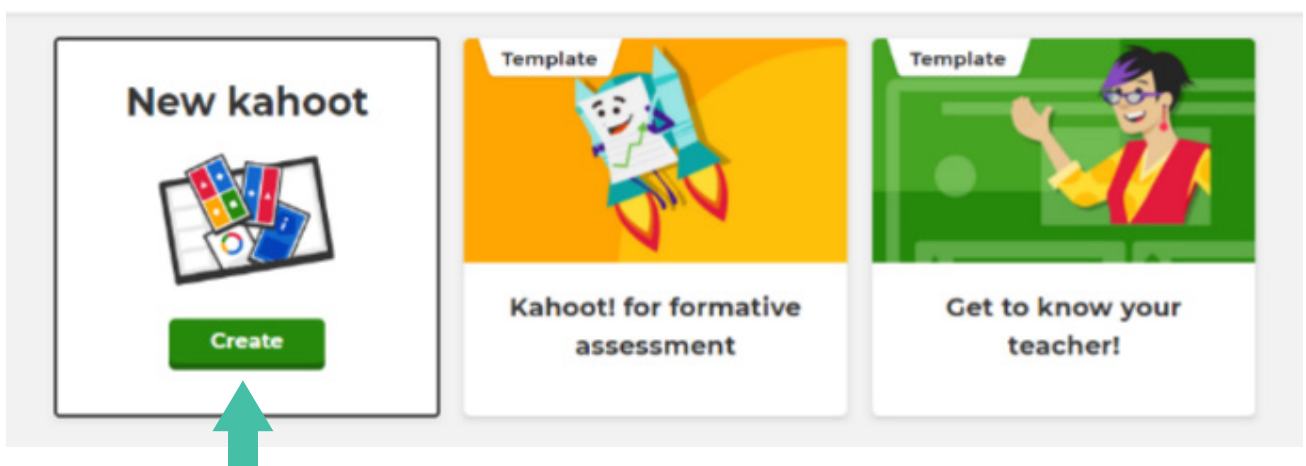 New kahoot
Create
Template
Kahoot! for formative
assessment
Template
Get to know your
teacher!